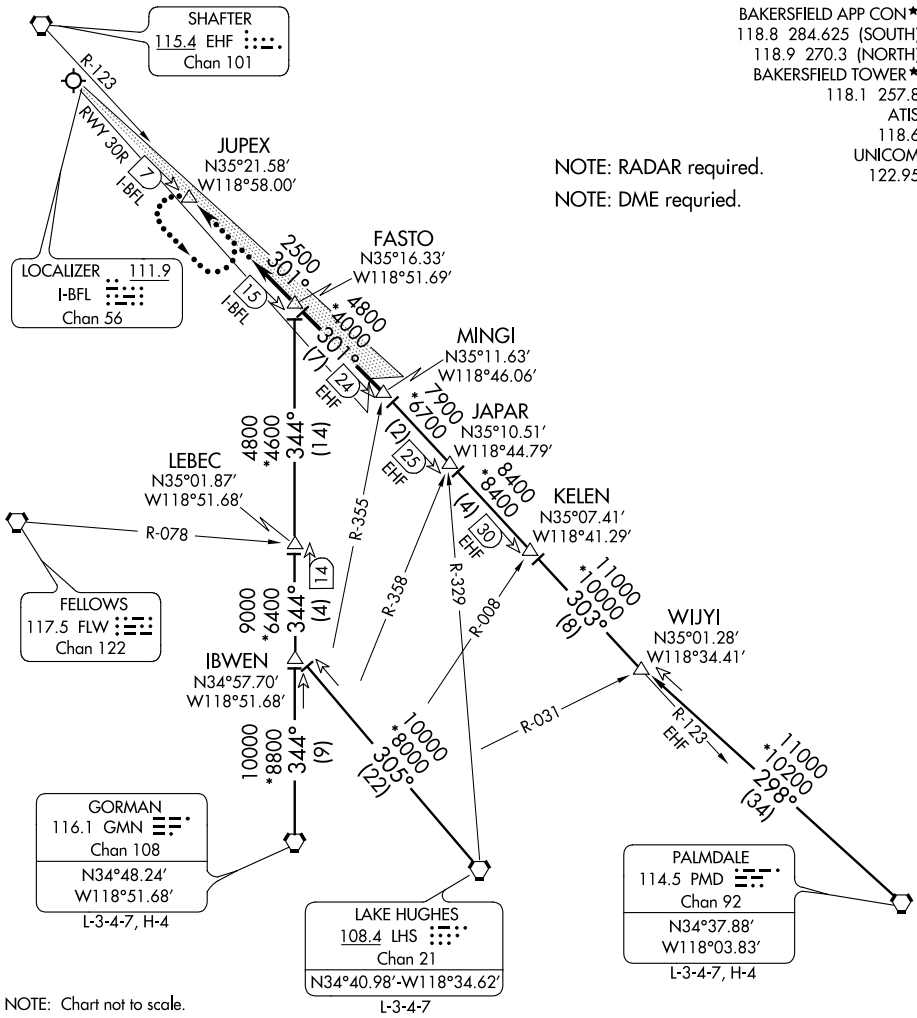 SHAFTER
115.4 EHF
Chan 101
BAKERSFIELD APP CON★
118.8 284.625 (SOUTH)
118.9 270.3 (NORTH)
BAKERSFIELD TOWER★
118.1 257.8
ATIS
118.6
UNICOM
122.95
NOTE: RADAR required.
NOTE: DME requried.
R-123
RWY 30R
7
I-BFL
JUPEX
N35°21.58′
W118°58.00′
LOCALIZER 111.9
I-BFL
Chan 56
2500
301°
15
I-BFL
FASTO
N35°16.33′
W118°51.69′
4800
*4000
301°
(7)
24
EHF
MINGI
N35°11.63′
W118°46.06′
7900
*6700
(2)
25
EHF
JAPAR
N35°10.51′
W118°44.79′
8400
*8400
(4)
30
EHF
KELEN
N35°07.41′
W118°41.29′
11000
*10000
303°
(8)
WIJYI
N35°01.28′
W118°34.41′
R-123
EHF
11000
*10200
298°
(34)
4800
*4600
344°
(14)
LEBEC
N35°01.87′
W118°51.68′
R-078
FELLOWS
117.5 FLW
Chan 122
14
9000
*6400
344°
(4)
R-355
R-358
R-329
R-008
R-031
IBWEN
N34°57.70′
W118°51.68′
10000
*8800
344°
(9)
10000
*8000
305°
(22)
GORMAN
116.1 GMN
Chan 108
N34°48.24′
W118°51.68′
L-3-4-7, H-4
LAKE HUGHES
108.4 LHS
Chan 21
N34°40.98′-W118°34.62′
L-3-4-7
PALMDALE
114.5 PMD
Chan 92
N34°37.88′
W118°03.83′
L-3-4-7, H-4
NOTE: Chart not to scale.